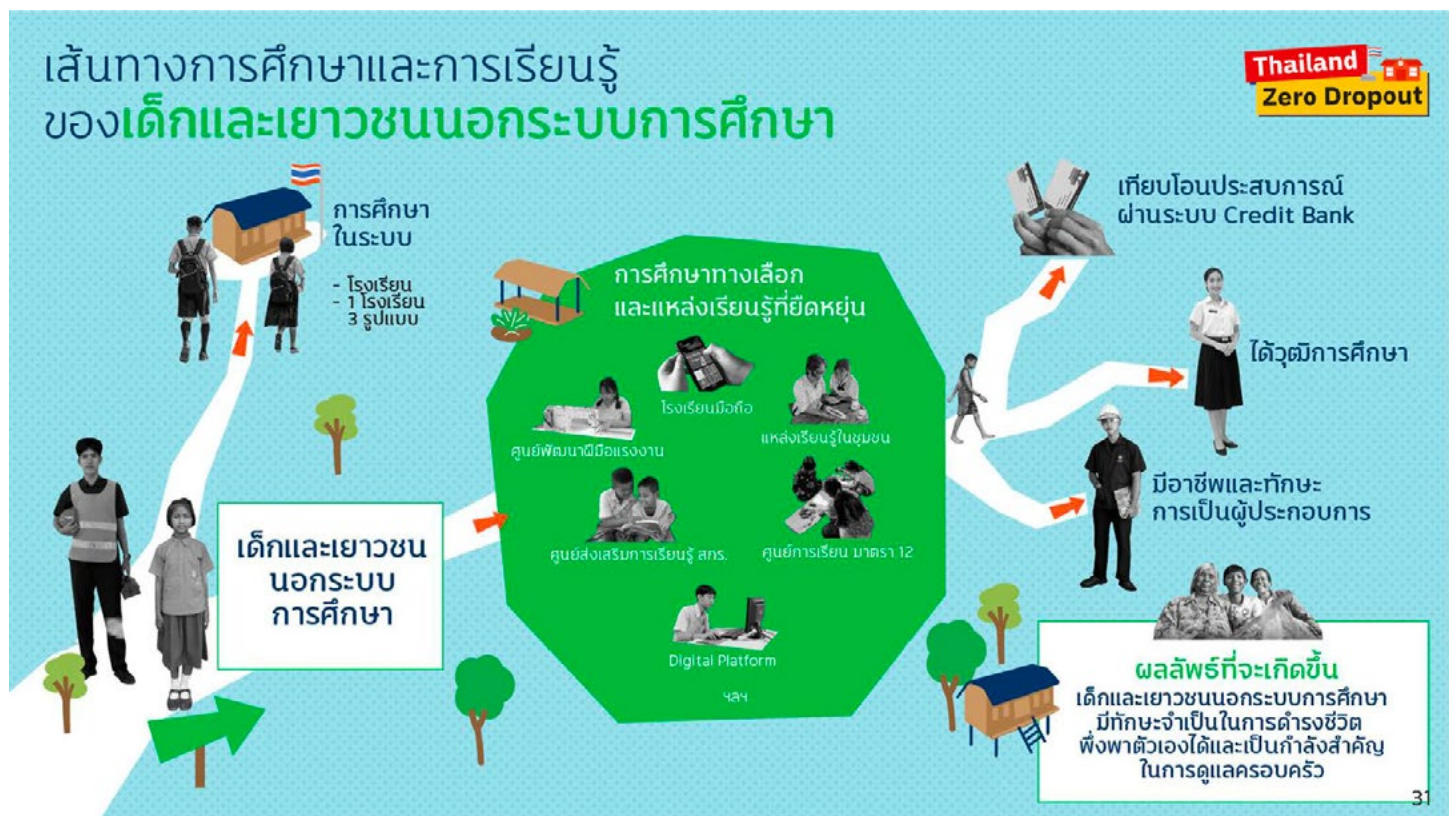 เส้นทางการศึกษาและการเรียนรู้
ของเด็กและเยาวชนนอกระบบการศึกษา
Thailand
Zero Dropout
การศึกษา
ในระบบ
- โรงเรียน
- 1 โรงเรียน
3 รูปแบบ
เด็กและเยาวชน
นอกระบบ
การศึกษา
การศึกษาทางเลือก
และแหล่งเรียนรู้ที่ยืดหยุ่น
โรงเรียนมือถือ
ศูนย์พัฒนาฝีมือแรงงาน
แหล่งเรียนรู้ในชุมชน
ศูนย์ส่งเสริมการเรียนรู้ สกร.
ศูนย์การเรียน มาตรา 12
Digital Platform
ฯลฯ
เทียบโอนประสบการณ์
ผ่านระบบ Credit Bank
ได้วุฒิการศึกษา
มีอาชีพและทักษะ
การเป็นผู้ประกอบการ
ผลลัพธ์ที่จะเกิดขึ้น
เด็กและเยาวชนนอกระบบการศึกษา
มีทักษะจำเป็นในการดำรงชีวิต
พึ่งพาตัวเองได้และเป็นกำลังสำคัญ
ในการดูแลครอบครัว
31